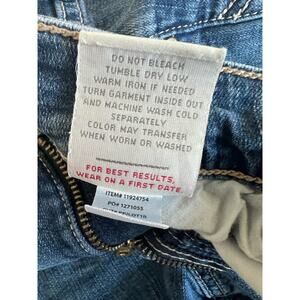 DO NOT BLEACH
TUMBLE DRY LOW
WARM IRON IF NEEDED
TURN GARMENT INSIDE OUT
AND MACHINE WASH COLD
SEPARATELY
COLOR MAY TRANSFER
WHEN WORN OR WASHED
FOR BEST RESULTS,
WEAR ON A FIRST DATE.
ITEM# 11924754
PO# 1271055